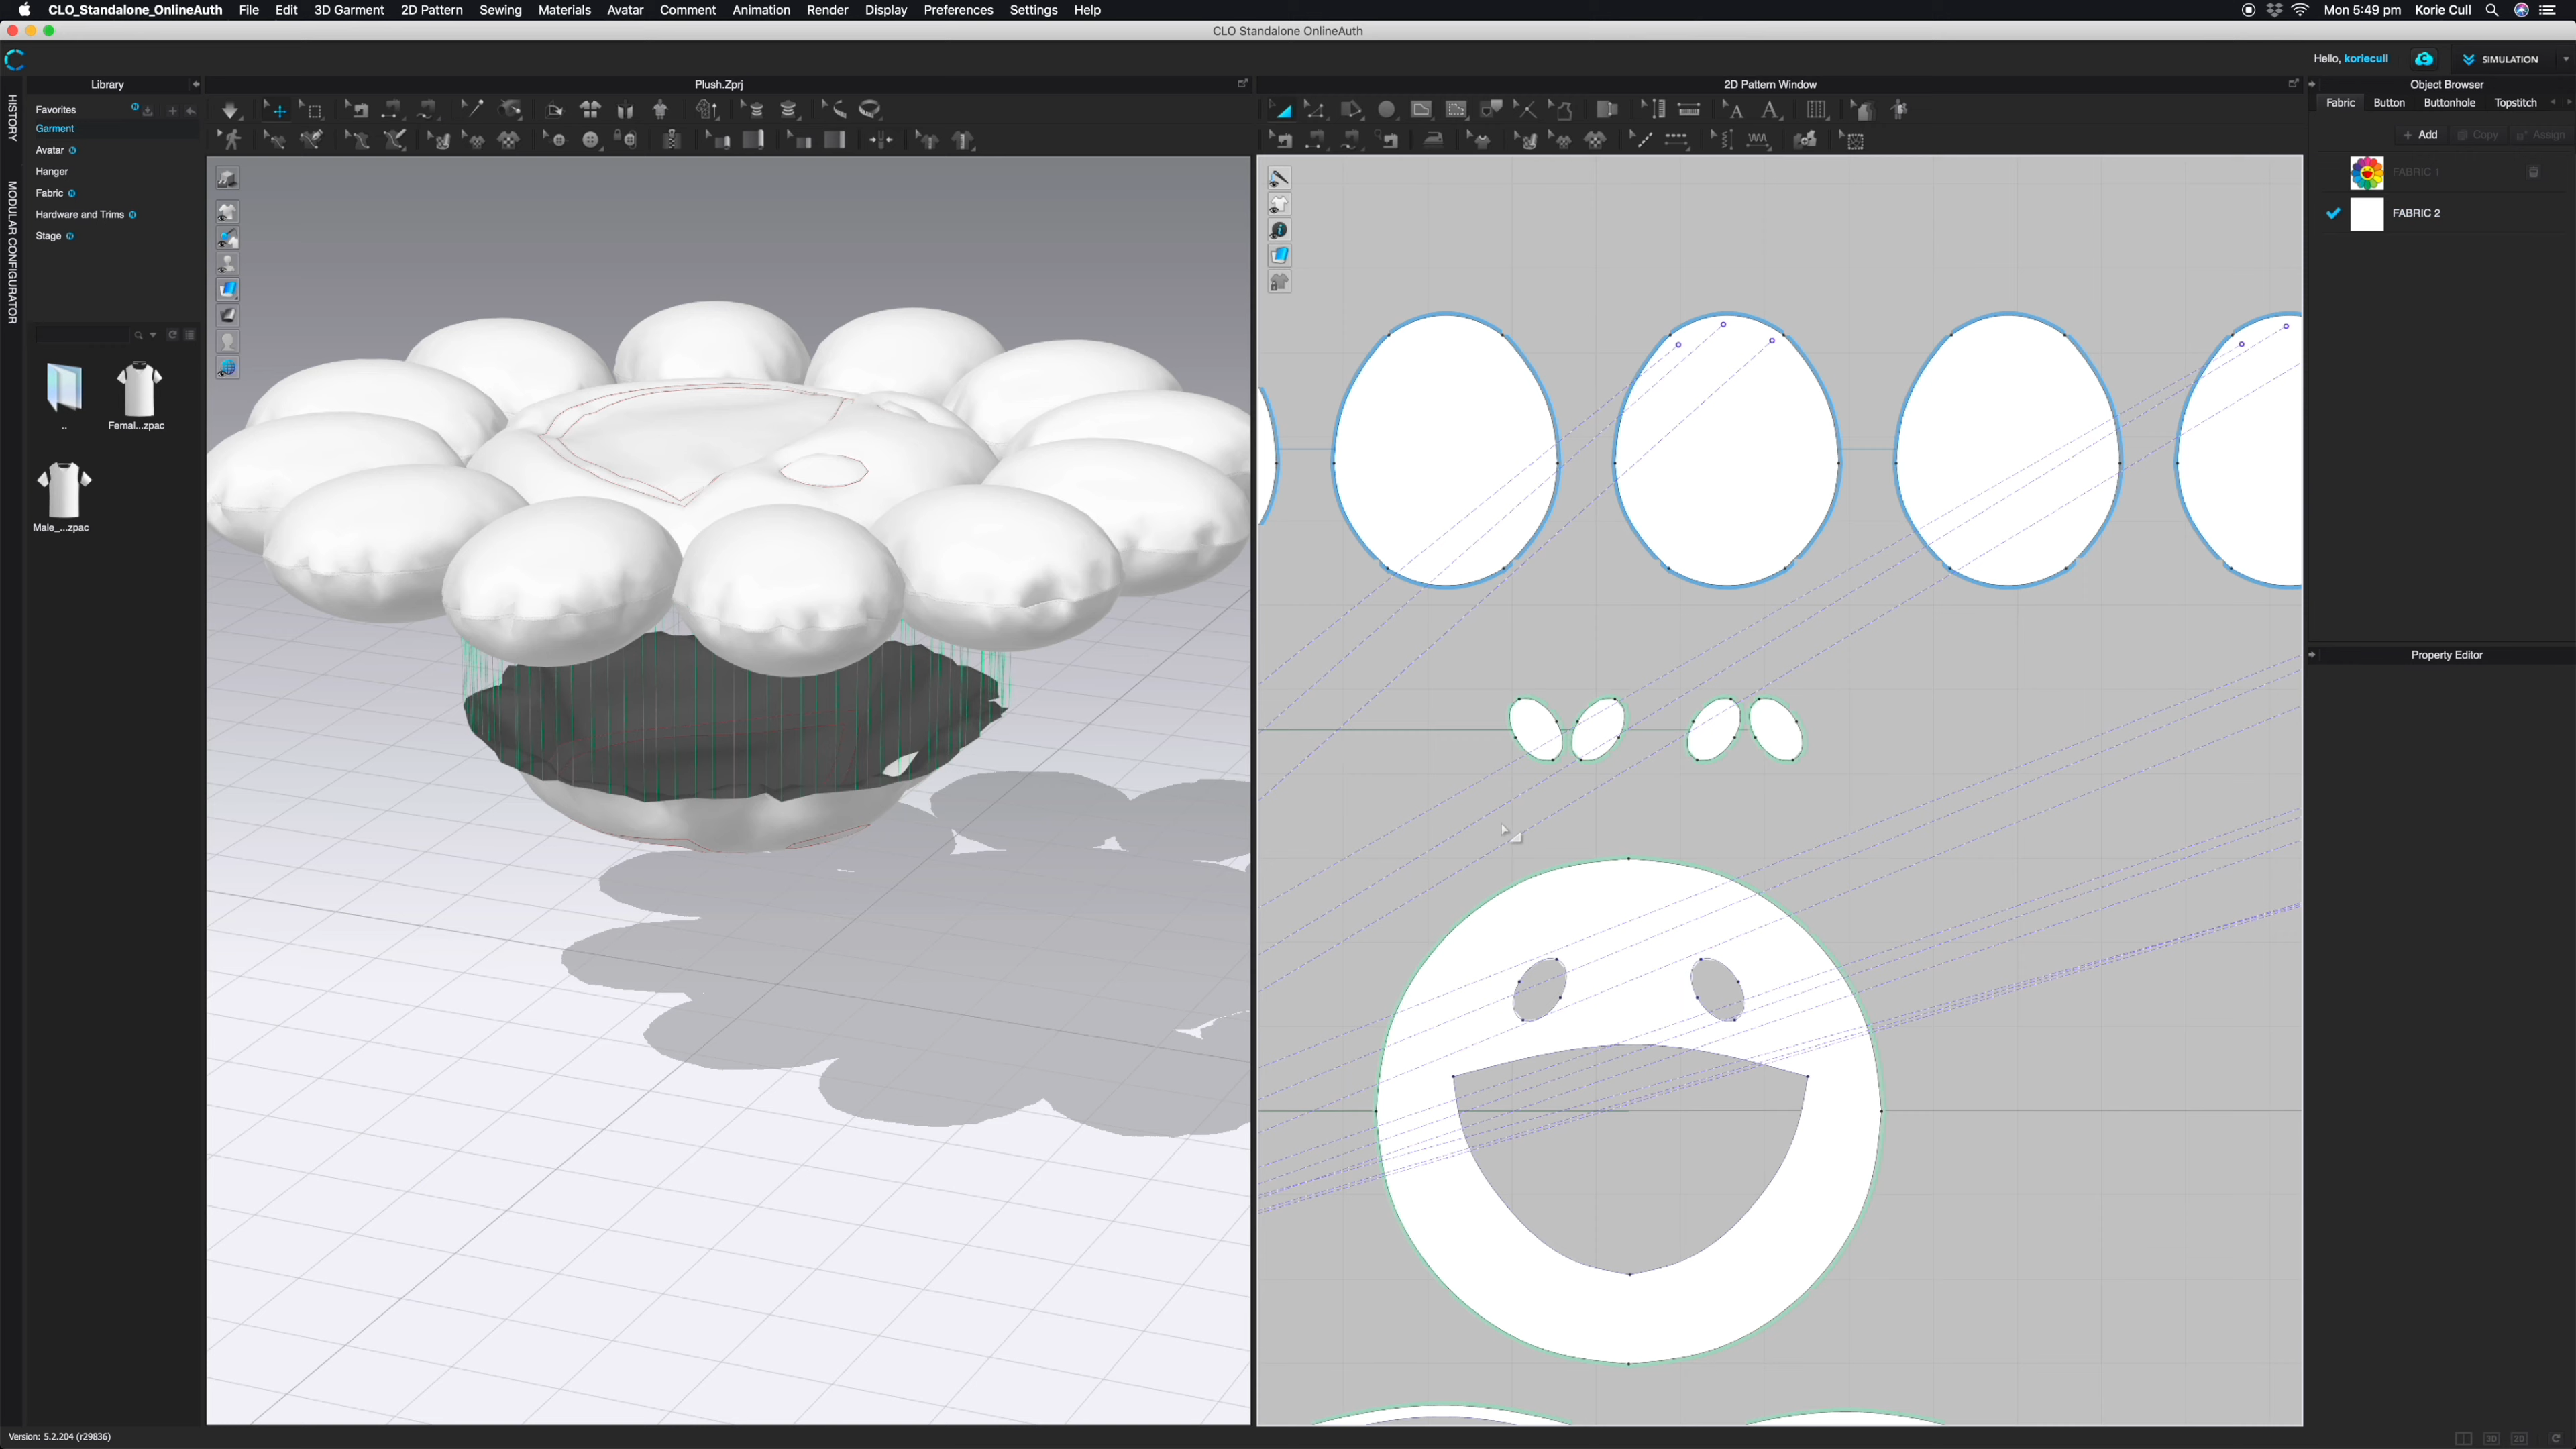 CLO_Standalone_OnlineAuth File Edit 3D Garment 2D Pattern Sewing Materials Avatar Comment Animation Render Display Preferences Settings Help Mon 5:49 pm Korie Cull
CLO Standalone OnlineAuth
Hello, koriecull SIMULATION
Library Plush.Zprj 2D Pattern Window Object Browser
HISTORY
MODULAR CONFIGURATOR
Favorites
Garment
Avatar
Hanger
Fabric
Hardware and Trims
Stage
..
Femal...zpac
Male_...zpac
Fabric Button Buttonhole Topstitch
+ Add Copy Assign
FABRIC 1
FABRIC 2
Property Editor
Version: 5.2.204 (r29836)
3D 2D